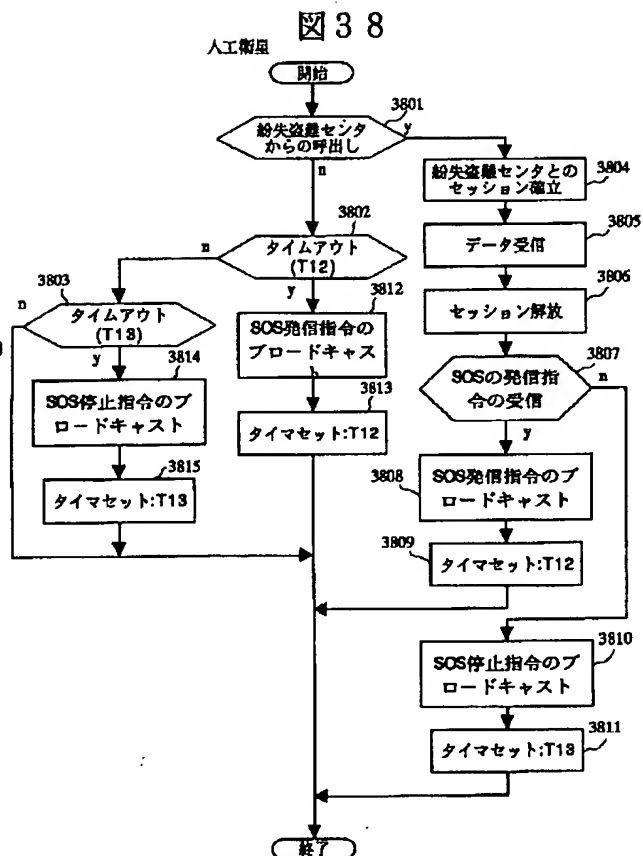 図38
人工衛星
開始
3801
紛失盗難センタ
からの呼出し
y
n
3804
紛失盗難センタとの
セッション確立
3805
データ受信
3806
セッション解放
3802
n
タイムアウト
(T12)
y
3803
n
タイムアウト
(T13)
y
3812
SOS発信指令の
ブロードキャス
ト
3813
タイマセット:T12
3814
SOS停止指令のブ
ロードキャスト
3815
タイマセット:T13
3807
SOSの発信指
令の受信
n
y
3808
SOS発信指令のブ
ロードキャスト
3809
タイマセット:T12
3810
SOS停止指令のブ
ロードキャスト
3811
タイマセット:T13
終了